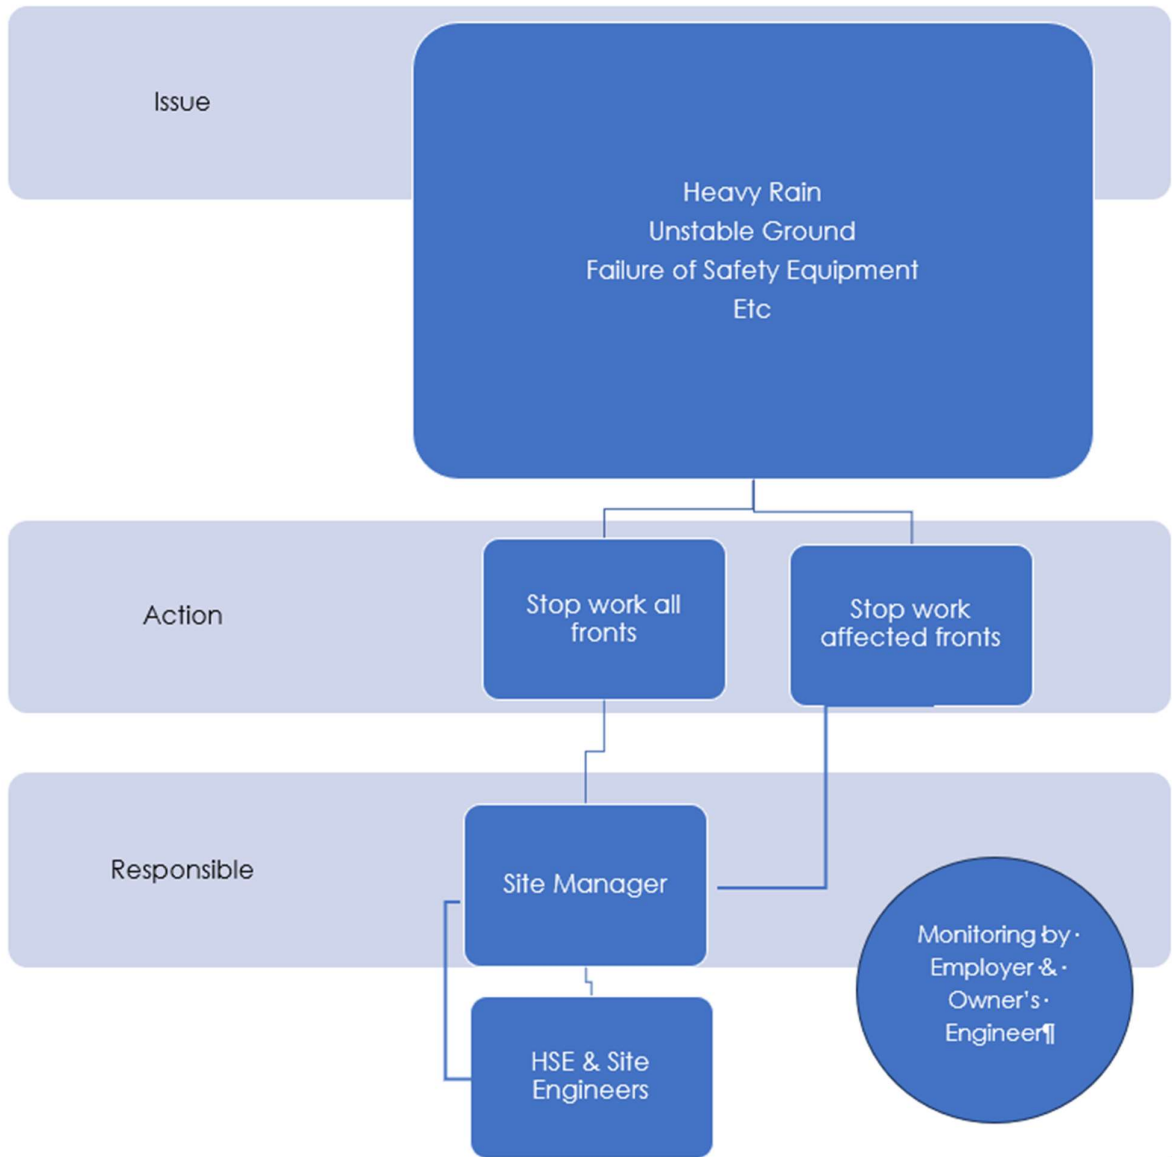 Issue
Heavy Rain
Unstable Ground
Failure of Safety Equipment
Etc
Action
Stop work all
fronts
Stop work
affected fronts
Responsible
Site Manager
Monitoring·by·
Employer·&·
Owner's·
Engineer¶
HSE & Site
Engineers